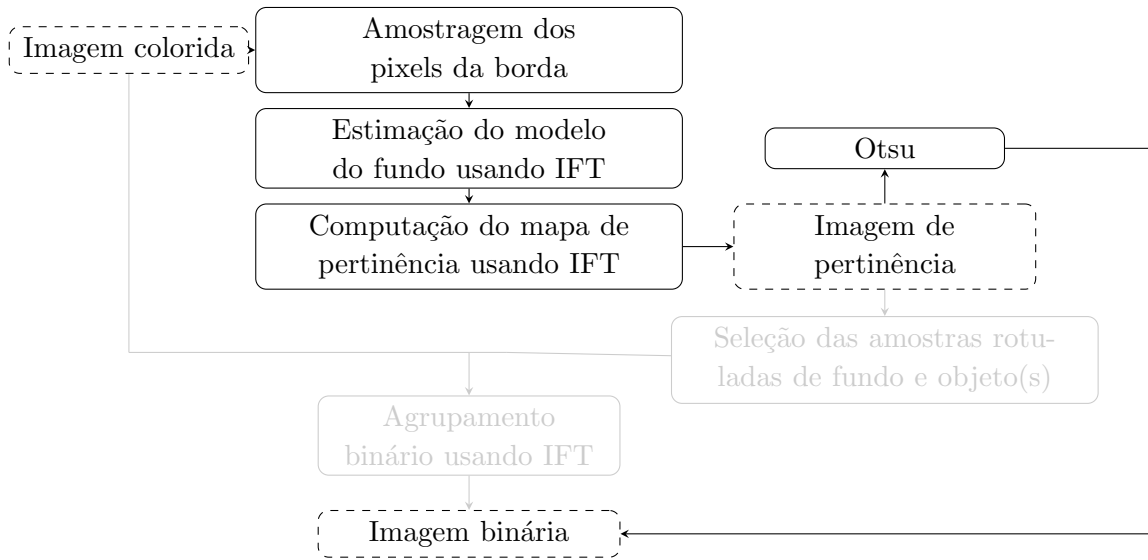 Imagem colorida
Amostragem dos
pixels da borda
Estimação do modelo
do fundo usando IFT
Otsu
Computação do mapa de
pertinência usando IFT
Imagem de
pertinência
Seleção das amostras rotu-
ladas de fundo e objeto(s)
Agrupamento
binário usando IFT
Imagem binária